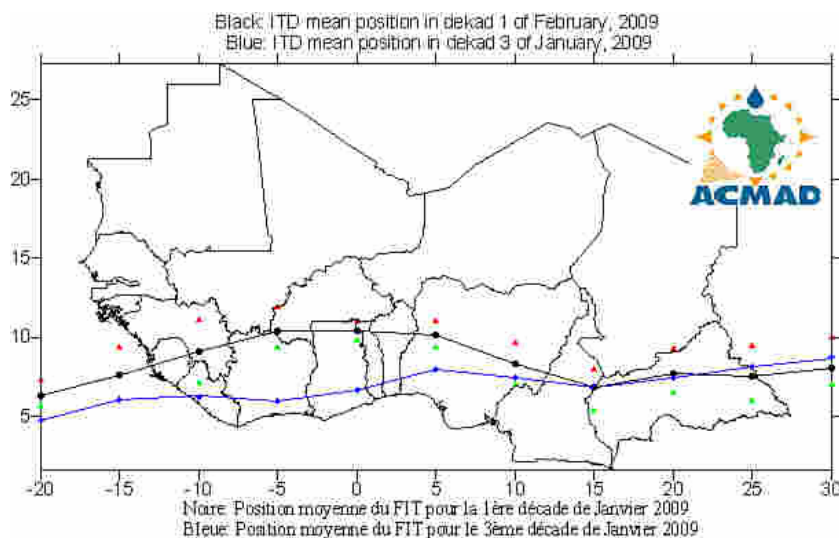 Black: ITD mean position in dekad 1 of February, 2009
Blue: ITD mean position in dekad 3 of January, 2009
25
20
15
10
5
ACMAD
-20 -15 -10 -5 0 5 10 15 20 25 30
Noire: Position moyenne du FIT pour la 1ère décade de Janvier 2009
Bleue: Position moyenne du FIT pour le 3ème décade de Janvier 2009